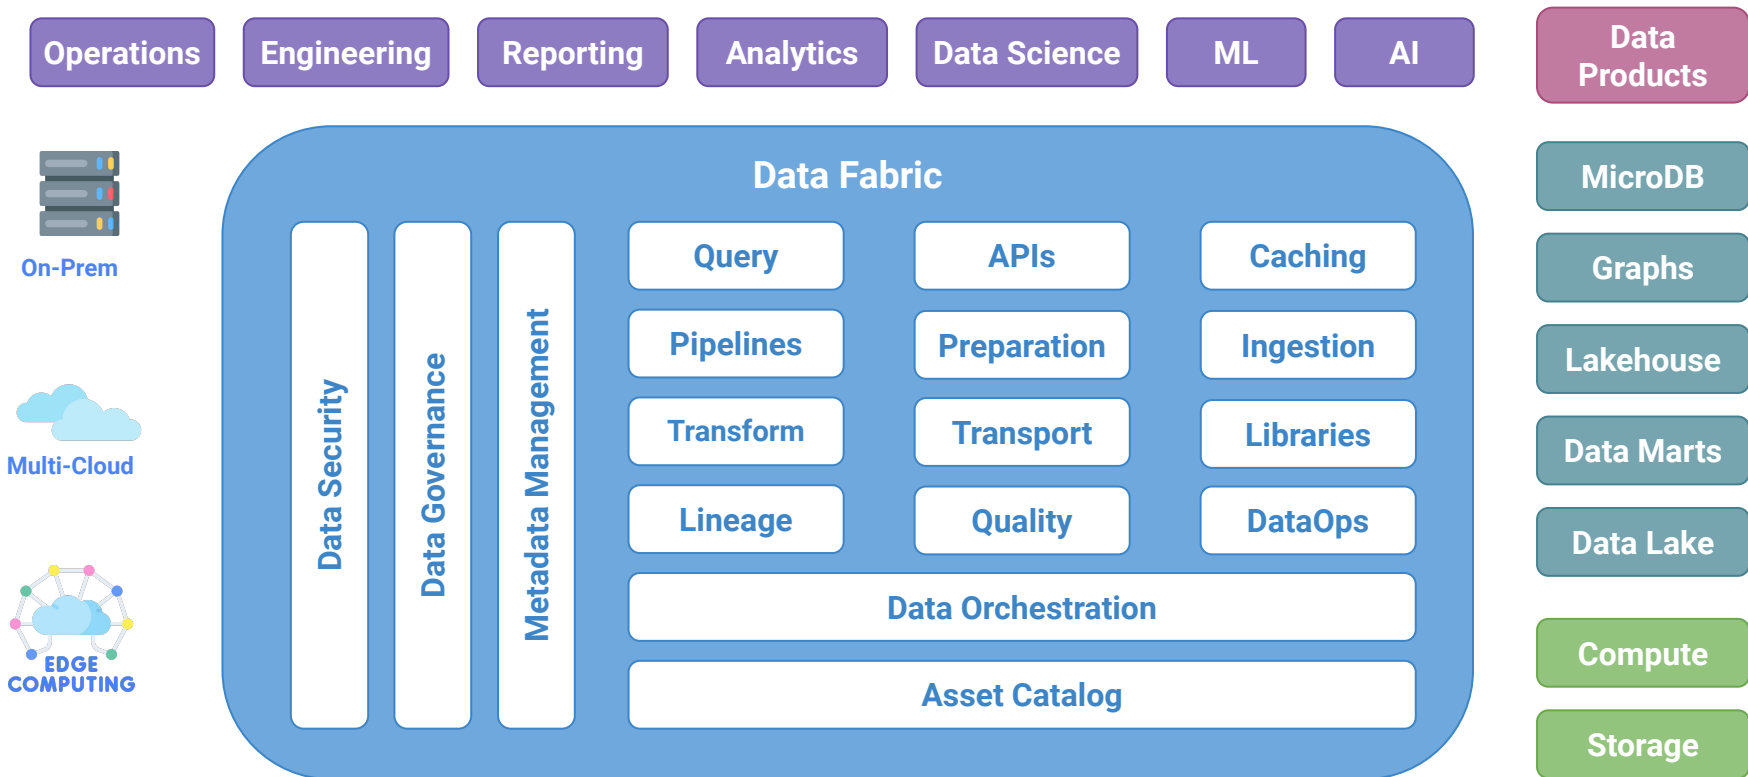 Operations
Engineering
Reporting
Analytics
Data Science
ML
AI
Data
Products
On-Prem
Multi-Cloud
EDGE
COMPUTING
Data Fabric
Data Security
Data Governance
Metadata Management
Query
APIs
Caching
Pipelines
Preparation
Ingestion
Transform
Transport
Libraries
Lineage
Quality
DataOps
Data Orchestration
Asset Catalog
MicroDB
Graphs
Lakehouse
Data Marts
Data Lake
Compute
Storage